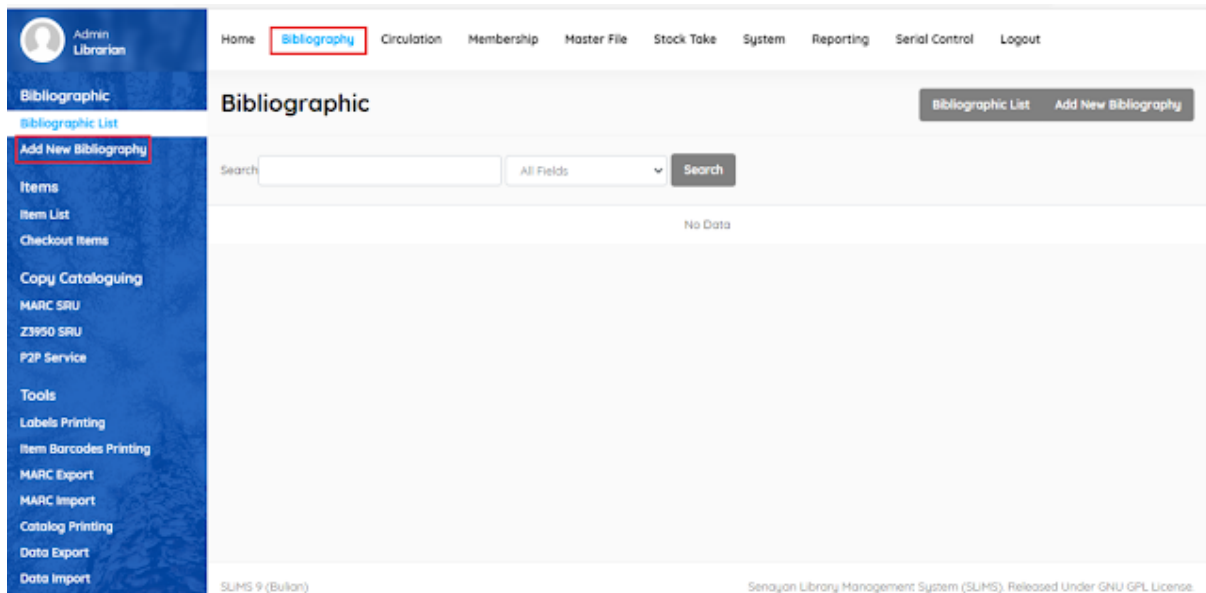 Admin
Librarian
Home Bibliography Circulation Membership Master File Stock Take System Reporting Serial Control Logout
Bibliographic
Bibliographic List
Add New Bibliography
Items
Item List
Checkout Items
Copy Cataloguing
MARC SRU
Z3950 SRU
P2P Service
Tools
Labels Printing
Item Barcodes Printing
MARC Export
MARC Import
Catalog Printing
Data Export
Data Import
Bibliographic
Bibliographic List Add New Bibliography
Search All Fields Search
No Data
SLiMS 9 (Bulian) Senayan Library Management System (SLiMS). Released Under GNU GPL License.